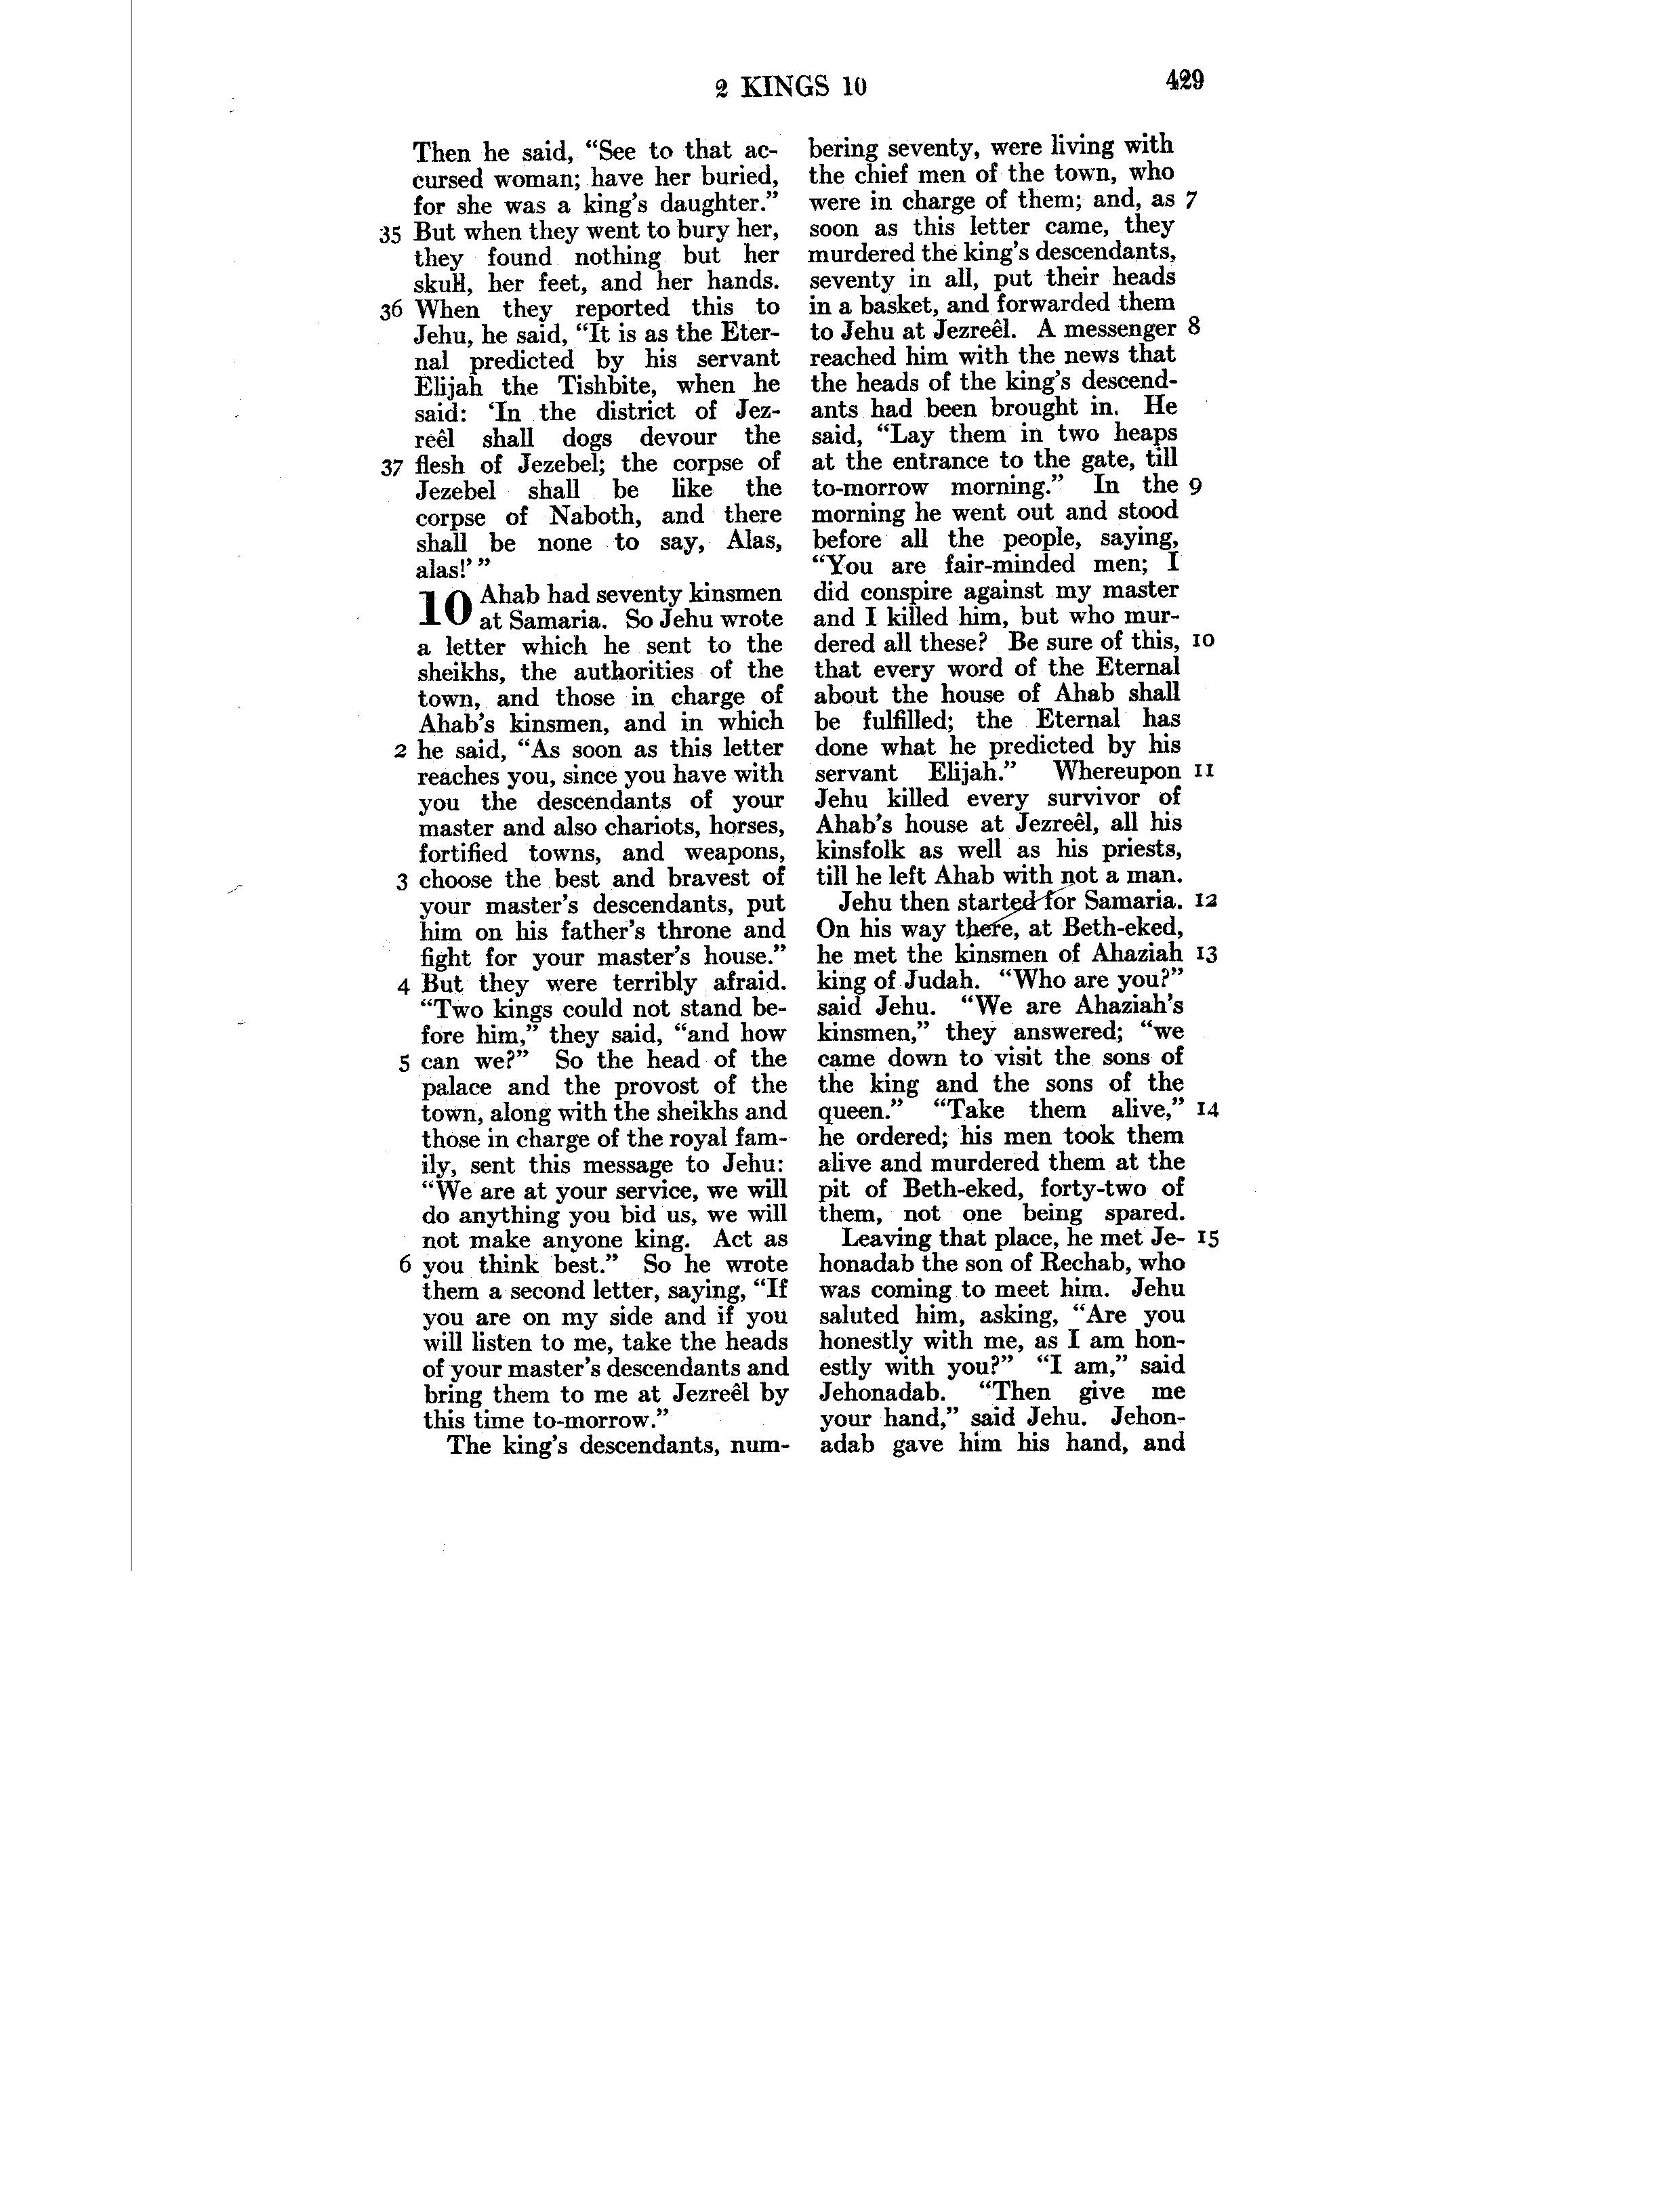 2 KINGS 10
429
Then he said, “See to that ac-
cursed woman; have her buried,
for she was a king’s daughter.”
35 But when they went to bury her,
they found nothing but her
skull, her feet, and her hands.
36 When they reported this to
Jehu, he said, “It is as the Eter-
nal predicted by his servant
Elijah the Tishbite, when he
said: ‘In the district of Jez-
reêl shall dogs devour the
37 flesh of Jezebel; the corpse of
Jezebel shall be like the
corpse of Naboth, and there
shall be none to say, Alas,
alas!’ ”
10 Ahab had seventy kinsmen
at Samaria. So Jehu wrote
a letter which he sent to the
sheikhs, the authorities of the
town, and those in charge of
Ahab’s kinsmen, and in which
2 he said, “As soon as this letter
reaches you, since you have with
you the descendants of your
master and also chariots, horses,
fortified towns, and weapons,
3 choose the best and bravest of
your master’s descendants, put
him on his father’s throne and
fight for your master’s house.”
4 But they were terribly afraid.
“Two kings could not stand be-
fore him,” they said, “and how
5 can we?” So the head of the
palace and the provost of the
town, along with the sheikhs and
those in charge of the royal fam-
ily, sent this message to Jehu:
“We are at your service, we will
do anything you bid us, we will
not make anyone king. Act as
6 you think best.” So he wrote
them a second letter, saying, “If
you are on my side and if you
will listen to me, take the heads
of your master’s descendants and
bring them to me at Jezreêl by
this time to-morrow.”
The king’s descendants, num-
bering seventy, were living with
the chief men of the town, who
were in charge of them; and, as 7
soon as this letter came, they
murdered the king’s descendants,
seventy in all, put their heads
in a basket, and forwarded them
to Jehu at Jezreêl. A messenger 8
reached him with the news that
the heads of the king’s descend-
ants had been brought in. He
said, “Lay them in two heaps
at the entrance to the gate, till
to-morrow morning.” In the 9
morning he went out and stood
before all the people, saying,
“You are fair-minded men; I
did conspire against my master
and I killed him, but who mur-
dered all these? Be sure of this, 10
that every word of the Eternal
about the house of Ahab shall
be fulfilled; the Eternal has
done what he predicted by his
servant Elijah.” Whereupon 11
Jehu killed every survivor of
Ahab’s house at Jezreêl, all his
kinsfolk as well as his priests,
till he left Ahab with not a man.
Jehu then started for Samaria. 12
On his way there, at Beth-eked,
he met the kinsmen of Ahaziah 13
king of Judah. “Who are you?”
said Jehu. “We are Ahaziah’s
kinsmen,” they answered; “we
came down to visit the sons of
the king and the sons of the
queen.” “Take them alive,” 14
he ordered; his men took them
alive and murdered them at the
pit of Beth-eked, forty-two of
them, not one being spared.
Leaving that place, he met Je- 15
honadab the son of Rechab, who
was coming to meet him. Jehu
saluted him, asking, “Are you
honestly with me, as I am hon-
estly with you?” “I am,” said
Jehonadab. “Then give me
your hand,” said Jehu. Jehon-
adab gave him his hand, and